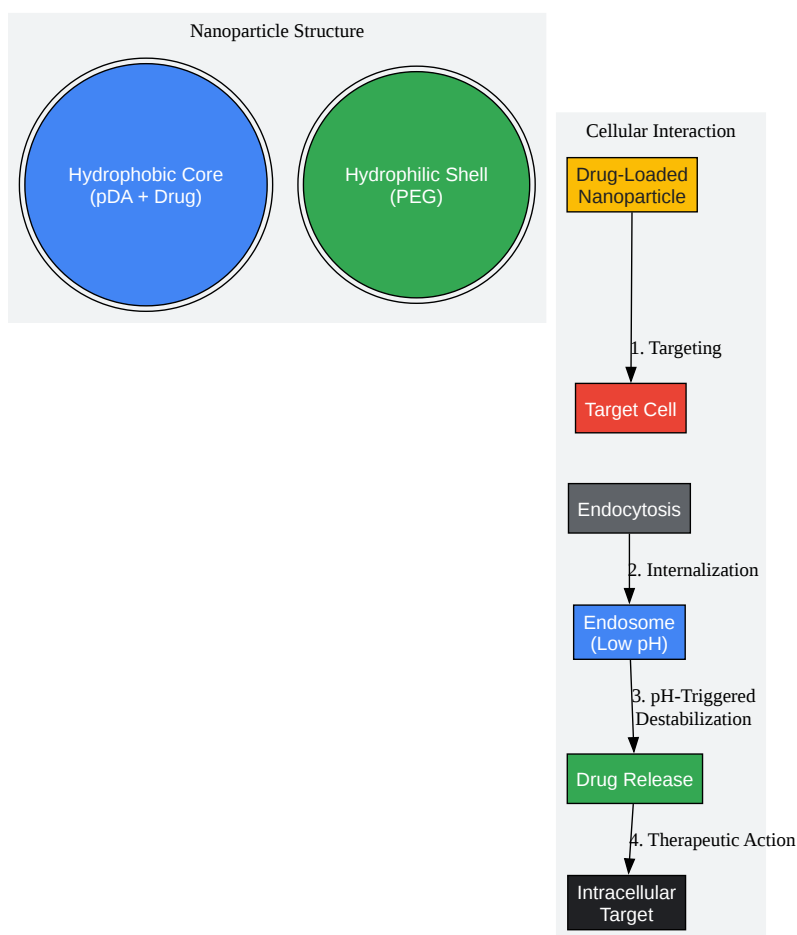 Nanoparticle Structure
Hydrophobic Core
(pDA + Drug)
Hydrophilic Shell
(PEG)
Cellular Interaction
Drug-Loaded
Nanoparticle
1. Targeting
Target Cell
Endocytosis
2. Internalization
Endosome
(Low pH)
3. pH-Triggered
Destabilization
Drug Release
4. Therapeutic Action
Intracellular
Target